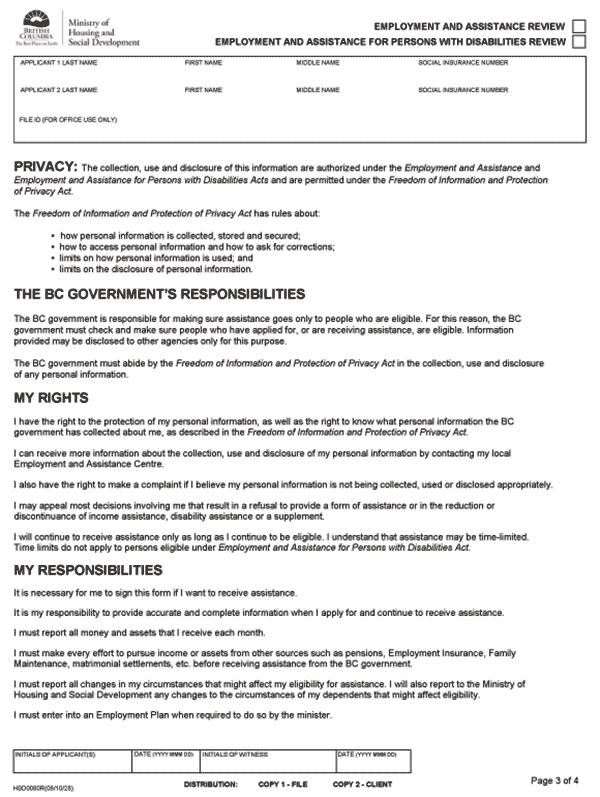 BRITISH
COLUMBIA
The Best Place on Earth
Ministry of
Housing and
Social Development
EMPLOYMENT AND ASSISTANCE REVIEW
EMPLOYMENT AND ASSISTANCE FOR PERSONS WITH DISABILITIES REVIEW
APPLICANT 1 LAST NAME FIRST NAME MIDDLE NAME SOCIAL INSURANCE NUMBER
APPLICANT 2 LAST NAME FIRST NAME MIDDLE NAME SOCIAL INSURANCE NUMBER
FILE ID (FOR OFFICE USE ONLY)
PRIVACY: The collection, use and disclosure of this information are authorized under the Employment and Assistance and
Employment and Assistance for Persons with Disabilities Acts and are permitted under the Freedom of Information and Protection
of Privacy Act.
The Freedom of Information and Protection of Privacy Act has rules about:
• how personal information is collected, stored and secured;
• how to access personal information and how to ask for corrections;
• limits on how personal information is used; and
• limits on the disclosure of personal information.
THE BC GOVERNMENT'S RESPONSIBILITIES
The BC government is responsible for making sure assistance goes only to people who are eligible. For this reason, the BC
government must check and make sure people who have applied for, or are receiving assistance, are eligible. Information
provided may be disclosed to other agencies only for this purpose.
The BC government must abide by the Freedom of Information and Protection of Privacy Act in the collection, use and disclosure
of any personal information.
MY RIGHTS
I have the right to the protection of my personal information, as well as the right to know what personal information the BC
government has collected about me, as described in the Freedom of Information and Protection of Privacy Act.
I can receive more information about the collection, use and disclosure of my personal information by contacting my local
Employment and Assistance Centre.
I also have the right to make a complaint if I believe my personal information is not being collected, used or disclosed appropriately.
I may appeal most decisions involving me that result in a refusal to provide a form of assistance or in the reduction or
discontinuance of income assistance, disability assistance or a supplement.
I will continue to receive assistance only as long as I continue to be eligible. I understand that assistance may be time-limited.
Time limits do not apply to persons eligible under Employment and Assistance for Persons with Disabilities Act.
MY RESPONSIBILITIES
It is necessary for me to sign this form if I want to receive assistance.
It is my responsibility to provide accurate and complete information when I apply for and continue to receive assistance.
I must report all money and assets that I receive each month.
I must make every effort to pursue income or assets from other sources such as pensions, Employment Insurance, Family
Maintenance, matrimonial settlements, etc. before receiving assistance from the BC government.
I must report all changes in my circumstances that might affect my eligibility for assistance. I will also report to the Ministry of
Housing and Social Development any changes to the circumstances of my dependents that might affect eligibility.
I must enter into an Employment Plan when required to do so by the minister.
INITIALS OF APPLICANT(S) DATE (YYYY MMM DD) INITIALS OF WITNESS DATE (YYYY MMM DD)
HSD0080R(08/10/28) DISTRIBUTION: COPY 1 - FILE COPY 2 - CLIENT Page 3 of 4